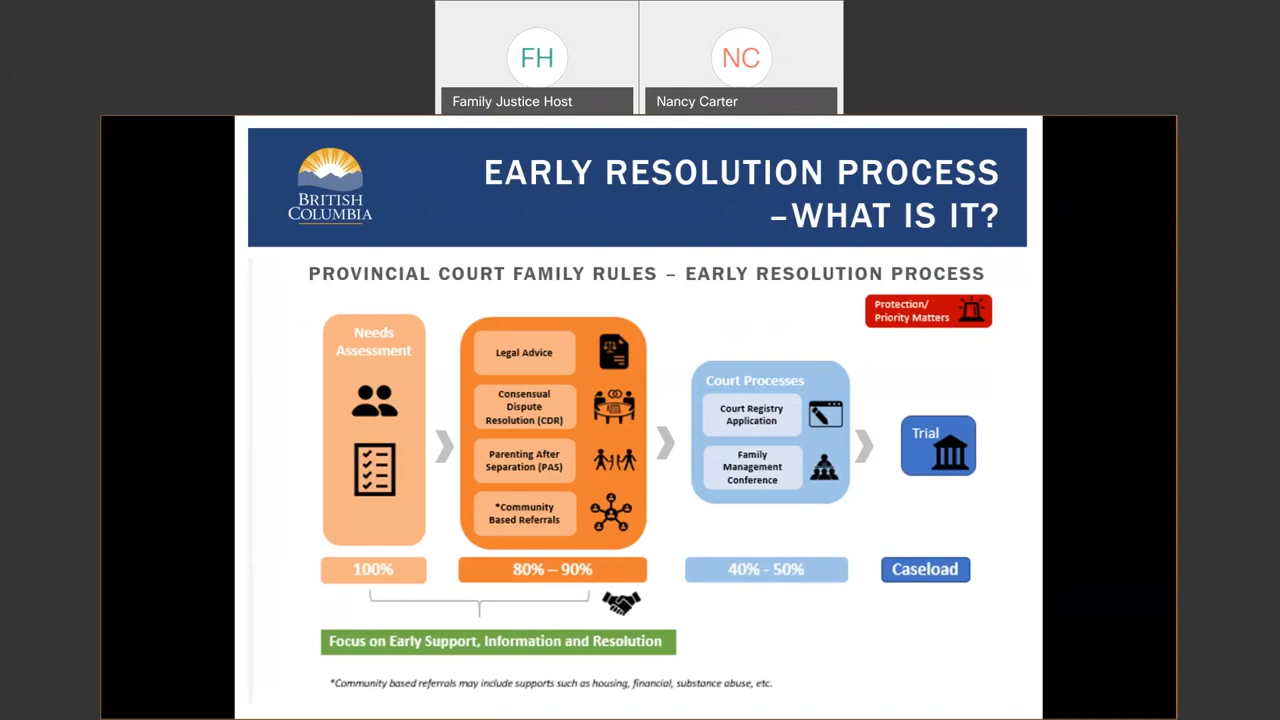 FH
NC
Family Justice Host
Nancy Carter
BRITISH
COLUMBIA
EARLY RESOLUTION PROCESS
–WHAT IS IT?
PROVINCIAL COURT FAMILY RULES – EARLY RESOLUTION PROCESS
Protection/
Priority Matters
Needs
Assessment
Legal Advice
Consensual
Dispute
Resolution (CDR)
Parenting After
Separation (PAS)
*Community
Based Referrals
Court Processes
Court Registry
Application
Family
Management
Conference
Trial
100%
80% – 90%
40% - 50%
Caseload
Focus on Early Support, Information and Resolution
*Community based referrals may include supports such as housing, financial, substance abuse, etc.